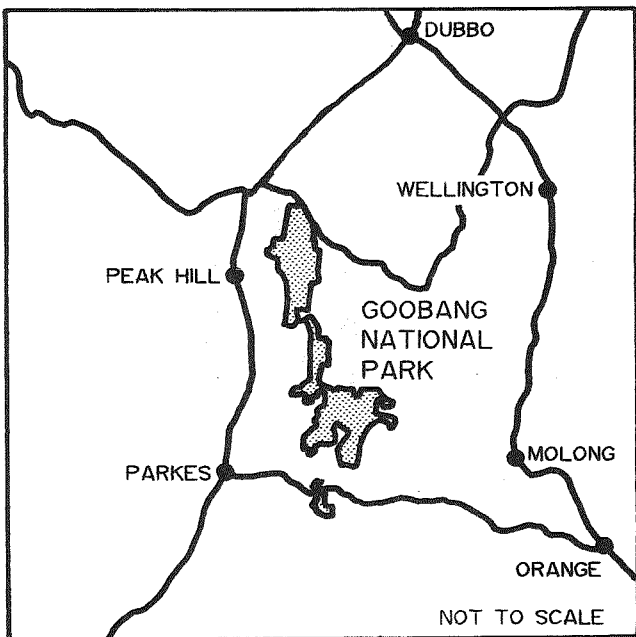 DUBBO
WELLINGTON
PEAK HILL
GOOBANG
NATIONAL
PARK
MOLONG
PARKES
ORANGE
NOT TO SCALE